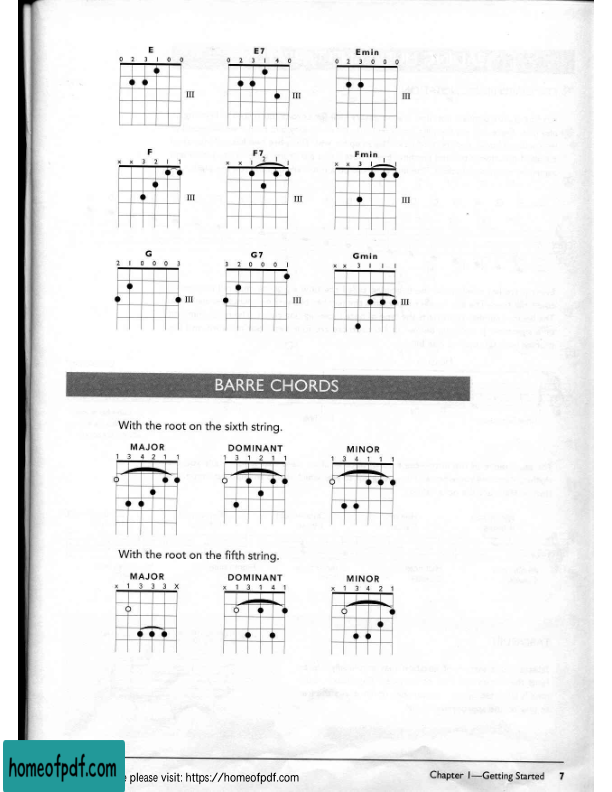 E E7 Emin
0 2 3 1 0 0 0 2 3 1 4 0 0 2 3 0 0 0
III III III
F F7 Fmin
x x 3 2 1 1 x x 1 2 1 1 x x 3 1 1 1
III III III
G G7 Gmin
2 1 0 0 0 3 3 2 0 0 0 1 x x 3 1 1 1
III III III
BARRE CHORDS
With the root on the sixth string.
MAJOR DOMINANT MINOR
1 3 4 2 1 1 1 3 1 2 1 1 1 3 4 1 1 1
With the root on the fifth string.
MAJOR DOMINANT MINOR
x 1 3 3 3 X x 1 3 1 4 1 x 1 3 4 2 1
homeofpdf.com
please visit: https://homeofpdf.com
Chapter 1—Getting Started 7